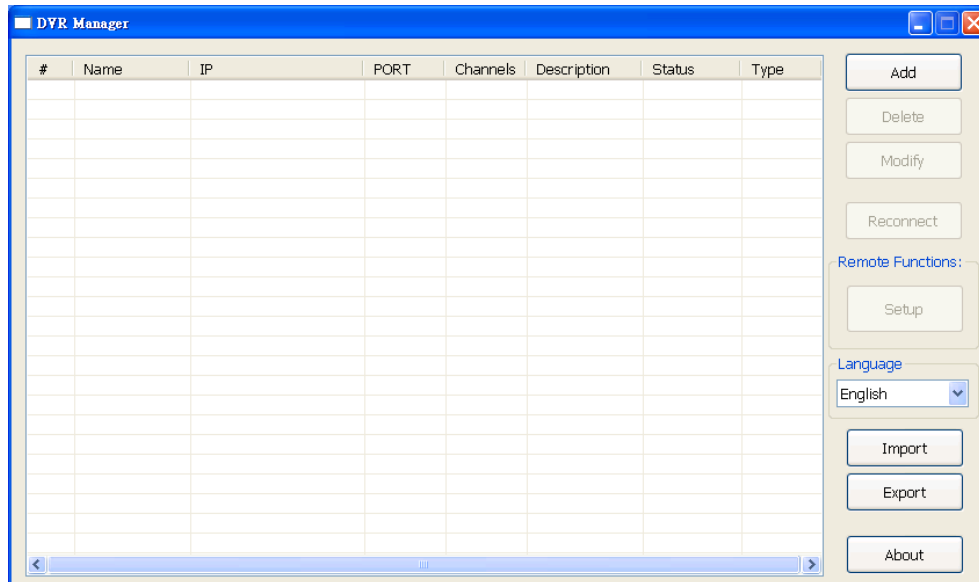 DVR Manager
# Name IP PORT Channels Description Status Type
Add
Delete
Modify
Reconnect
Remote Functions:
Setup
Language
English
Import
Export
About